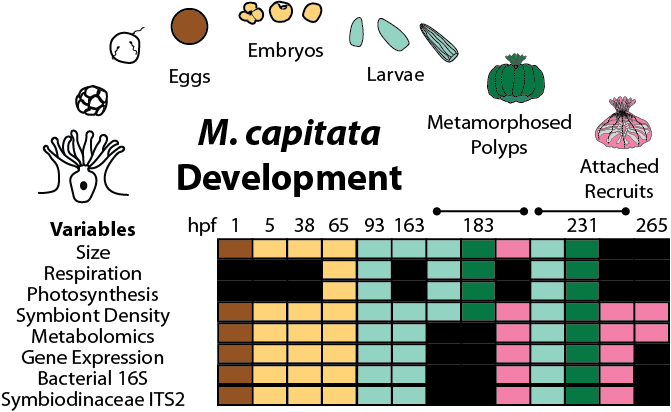 Eggs
Embryos
Larvae
Metamorphosed
Polyps
Attached
Recruits
M. capitata
Development
Variables
hpf 1 5 38 65 93 163 183 231 265
Size
Respiration
Photosynthesis
Symbiont Density
Metabolomics
Gene Expression
Bacterial 16S
Symbiodinaceae ITS2